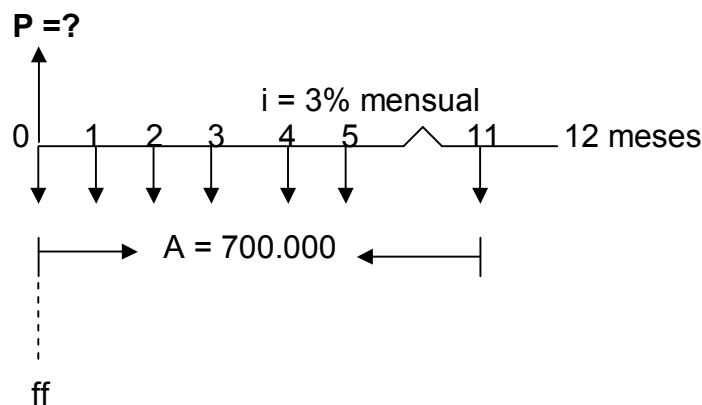 P =?
i = 3% mensual
0 1 2 3 4 5 11 12 meses
A = 700.000
ff